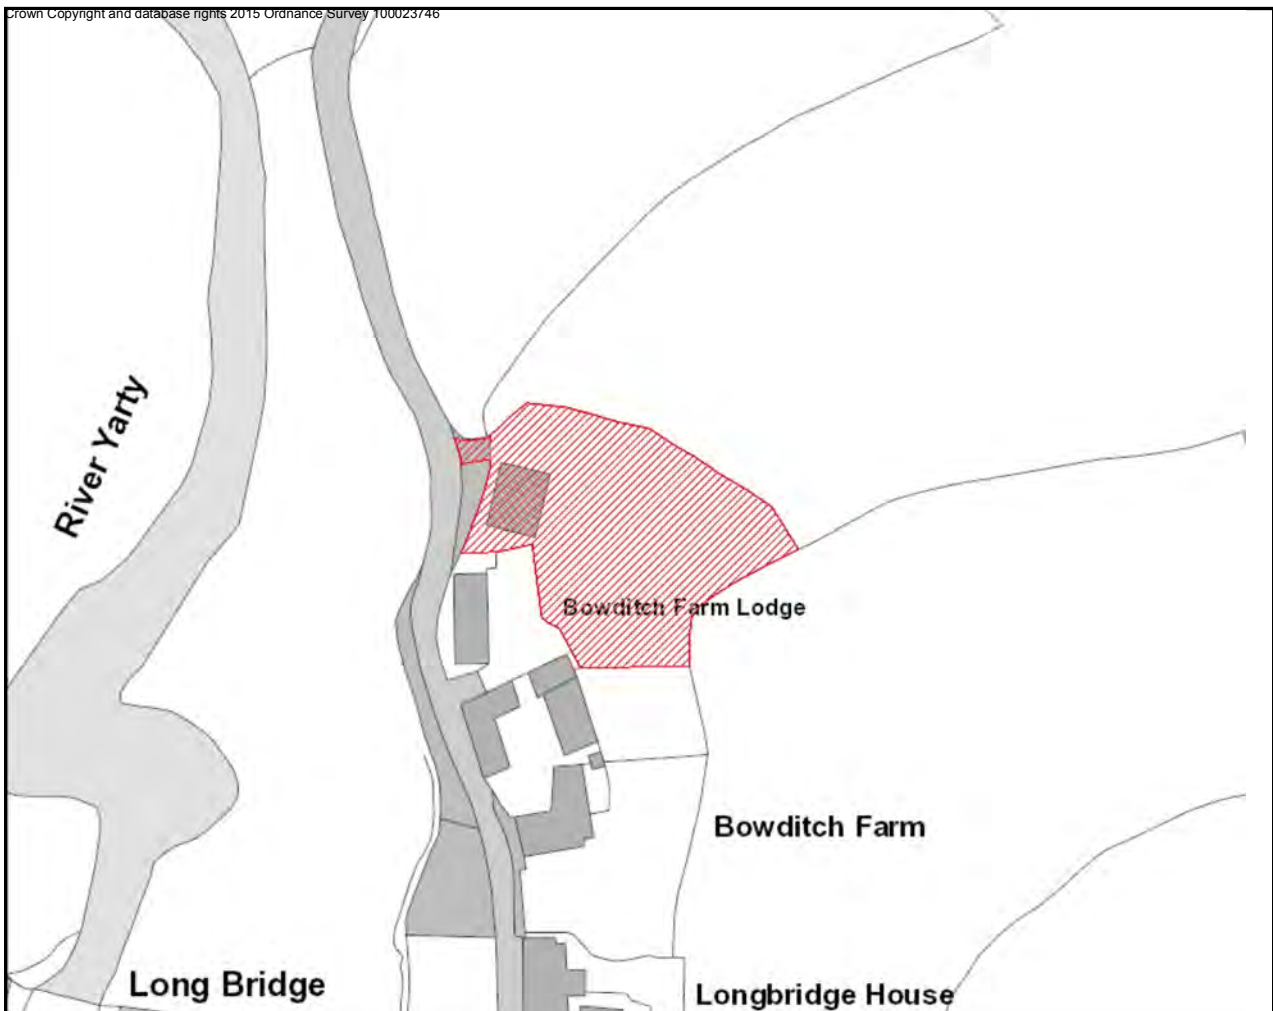 Crown Copyright and database rights 2015 Ordnance Survey 100023746
River Yarty
Bowditch Farm Lodge
Bowditch Farm
Long Bridge
Longbridge House